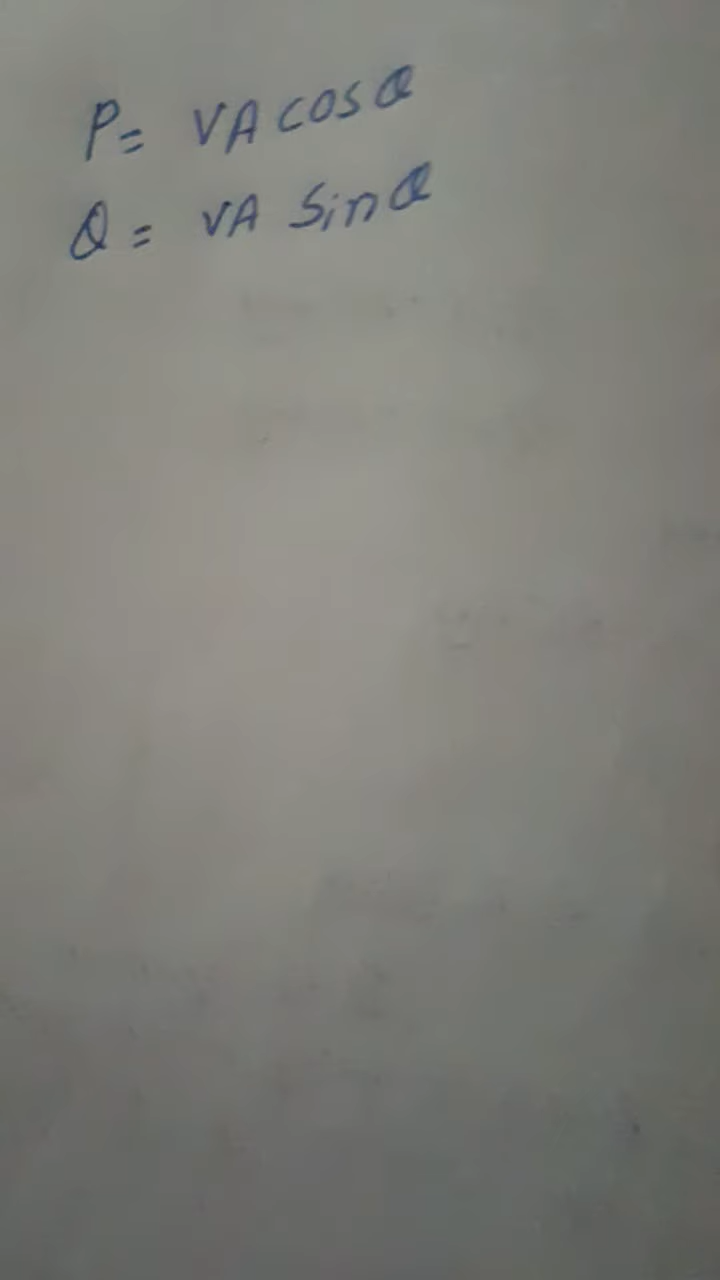 P= VA cosθ
Q= VA Sinθ